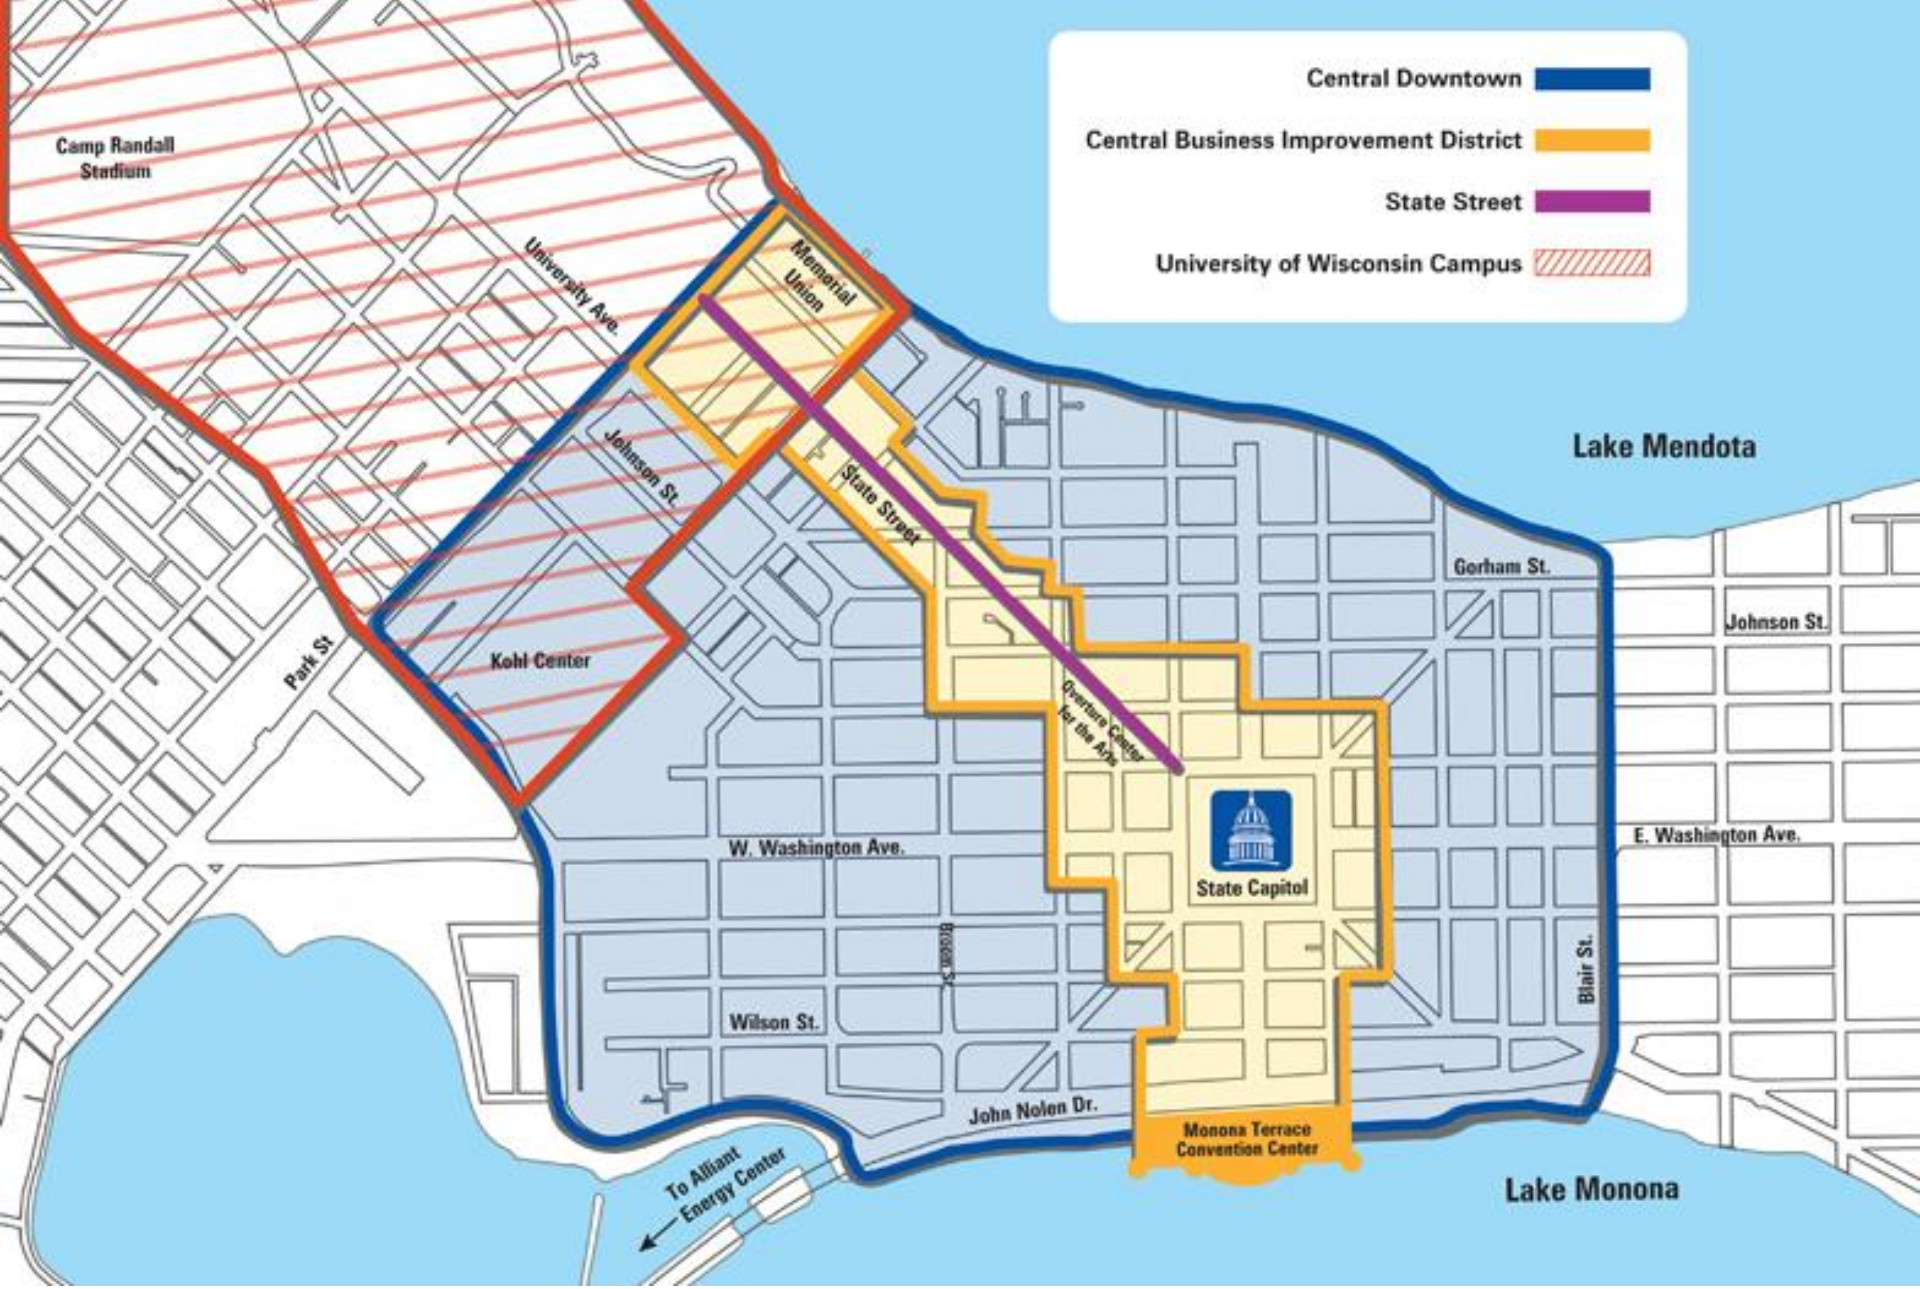 Central Downtown
Central Business Improvement District
State Street
University of Wisconsin Campus
Camp Randall
Stadium
University Ave.
Memorial
Union
Lake Mendota
Johnson St.
State Street
Gorham St.
Johnson St.
Park St
Kohl Center
Overture Center
for the Arts
W. Washington Ave.
E. Washington Ave.
State Capitol
Broom St.
Blair St.
Wilson St.
John Nolen Dr.
Monona Terrace
Convention Center
To Alliant
Energy Center
Lake Monona